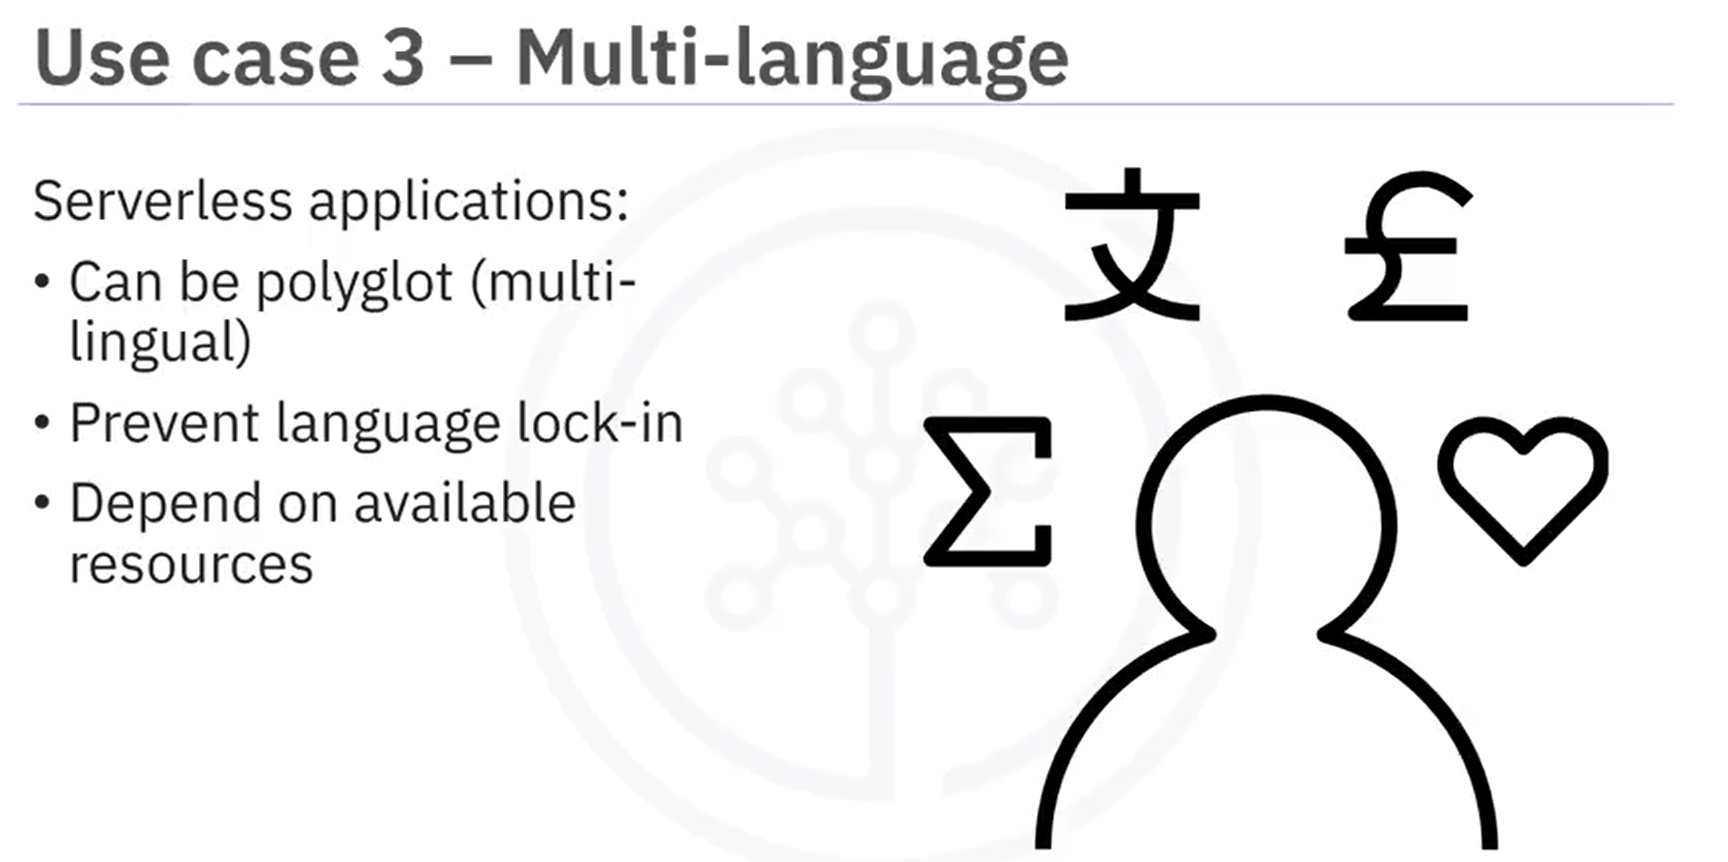 Use case 3 – Multi-language
Serverless applications:
• Can be polyglot (multi-
lingual)
• Prevent language lock-in
• Depend on available
resources
文 £
Σ